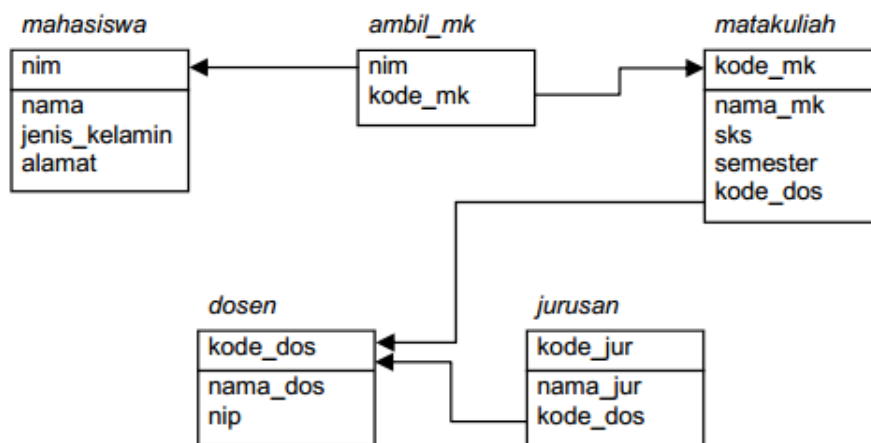 mahasiswa
nim
nama
jenis_kelamin
alamat
ambil_mk
nim
kode_mk
matakuliah
kode_mk
nama_mk
sks
semester
kode_dos
dosen
kode_dos
nama_dos
nip
jurusan
kode_jur
nama_jur
kode_dos